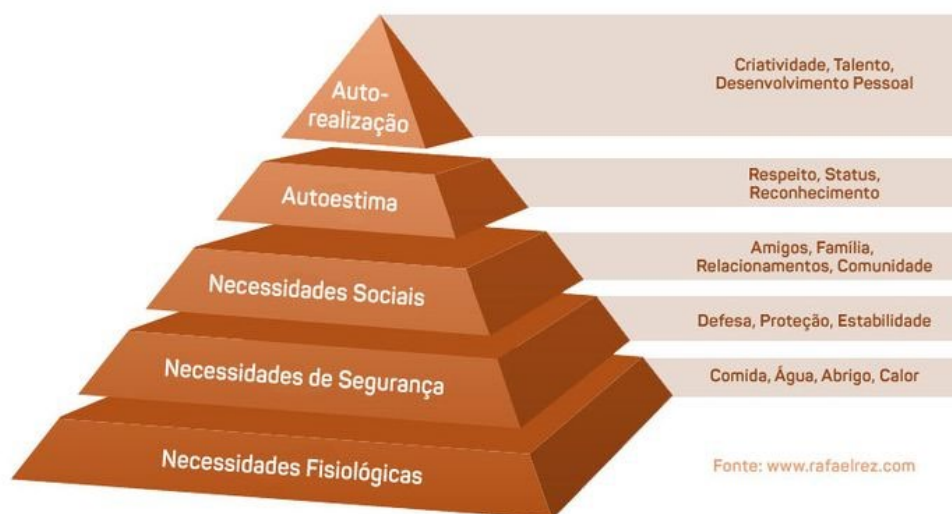 Auto-
realização
Criatividade, Talento,
Desenvolvimento Pessoal
Autoestima
Respeito, Status,
Reconhecimento
Necessidades Sociais
Amigos, Família,
Relacionamentos, Comunidade
Necessidades de Segurança
Defesa, Proteção, Estabilidade
Necessidades Fisiológicas
Comida, Água, Abrigo, Calor
Fonte: www.rafaelrez.com